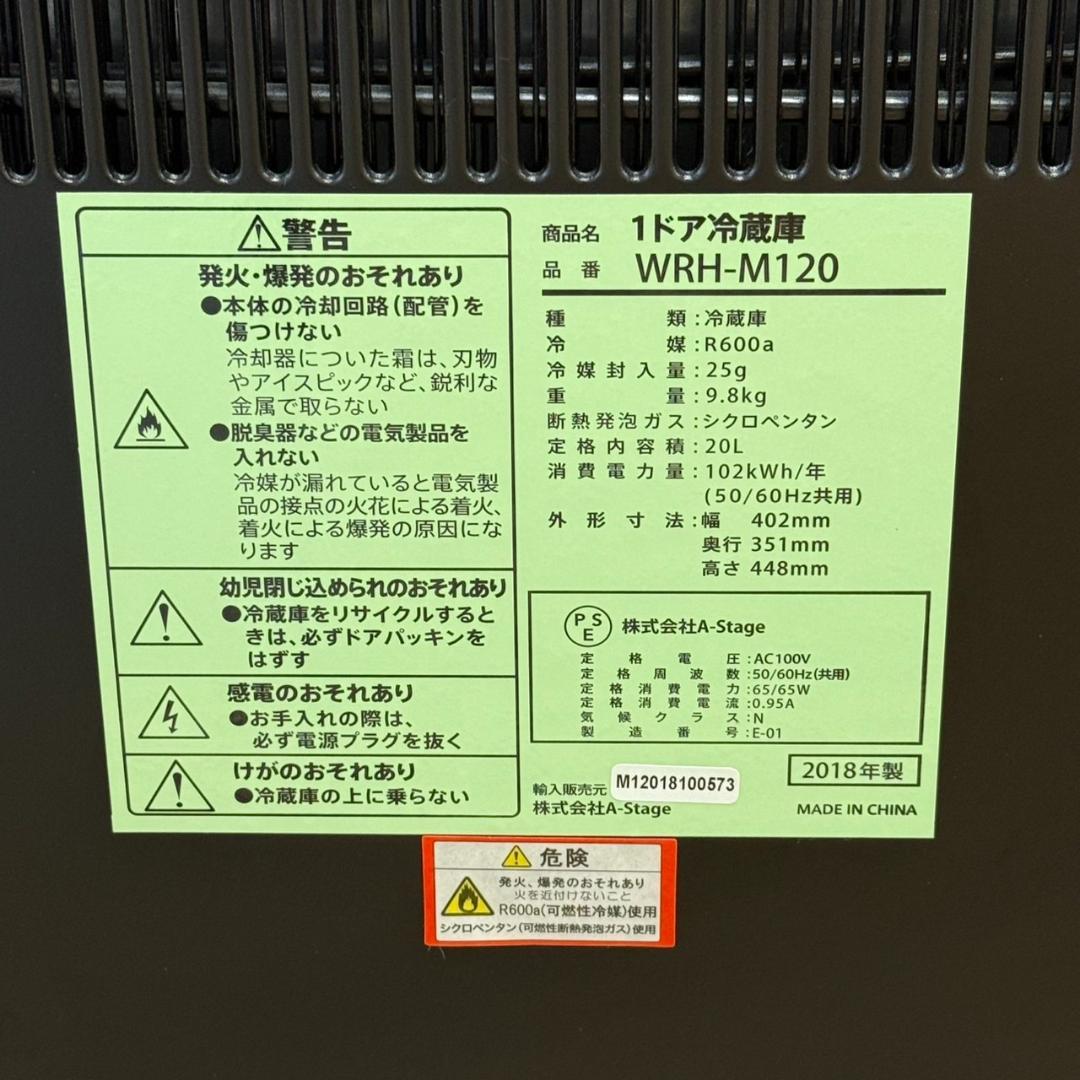 警告
発火・爆発のおそれあり
●本体の冷却回路(配管)を
傷つけない
冷却器についた霜は、刃物
やアイスピックなど、鋭利な
金属で取らない
●脱臭器などの電気製品を
入れない
冷媒が漏れていると電気製
品の接点の火花による着火、
着火による爆発の原因にな
ります
幼児閉じ込められのおそれあり
●冷蔵庫をリサイクルすると
きは、必ずドアパッキンを
はずす
感電のおそれあり
●お手入れの際は、
必ず電源プラグを抜く
けがのおそれあり
●冷蔵庫の上に乗らない
商品名 1ドア冷蔵庫
品番 WRH-M120
種類:冷蔵庫
冷媒:R600a
冷媒封入量:25g
重量:9.8kg
断熱発泡ガス:シクロペンタン
定格内容積:20L
消費電力量:102kWh/年
(50/60Hz共用)
外形寸法:幅 402mm
奥行 351mm
高さ 448mm
PSE 株式会社A-Stage
定格電圧:AC100V
定格周波数:50/60Hz(共用)
定格消費電力:65/65W
定格消費電流:0.95A
気候クラス:N
製造番号:E-01
2018年製
輸入販売元 M12018100573
株式会社A-Stage MADE IN CHINA
危険
発火、爆発のおそれあり
火を近付けないこと
R600a(可燃性冷媒)使用
シクロペンタン(可燃性断熱発泡ガス)使用